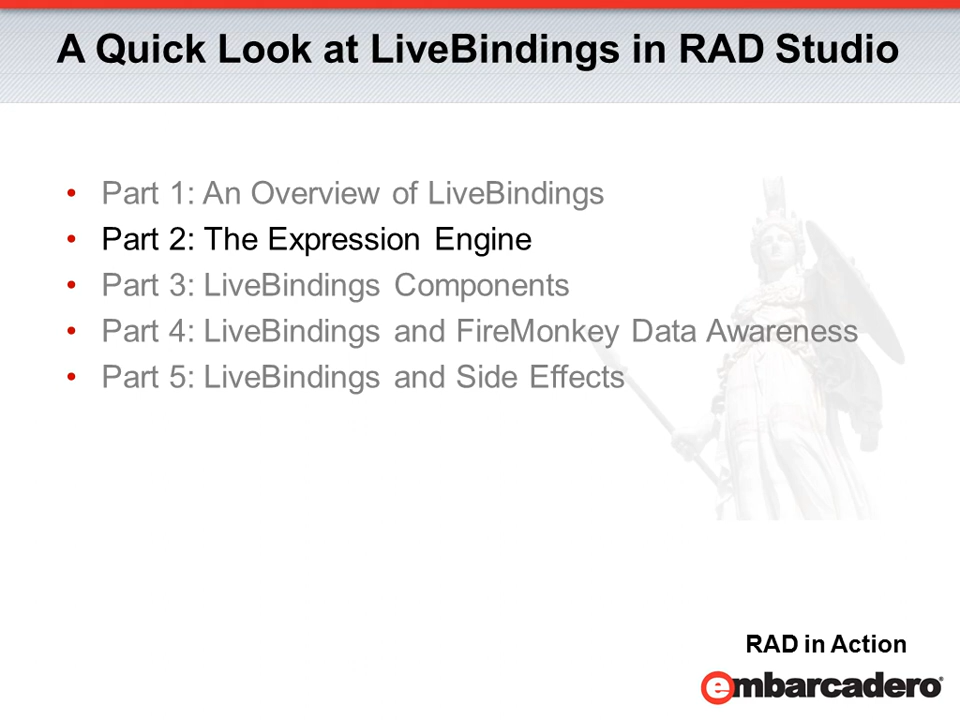 A Quick Look at LiveBindings in RAD Studio
• Part 1: An Overview of LiveBindings
• Part 2: The Expression Engine
• Part 3: LiveBindings Components
• Part 4: LiveBindings and FireMonkey Data Awareness
• Part 5: LiveBindings and Side Effects
RAD in Action
embarcadero®